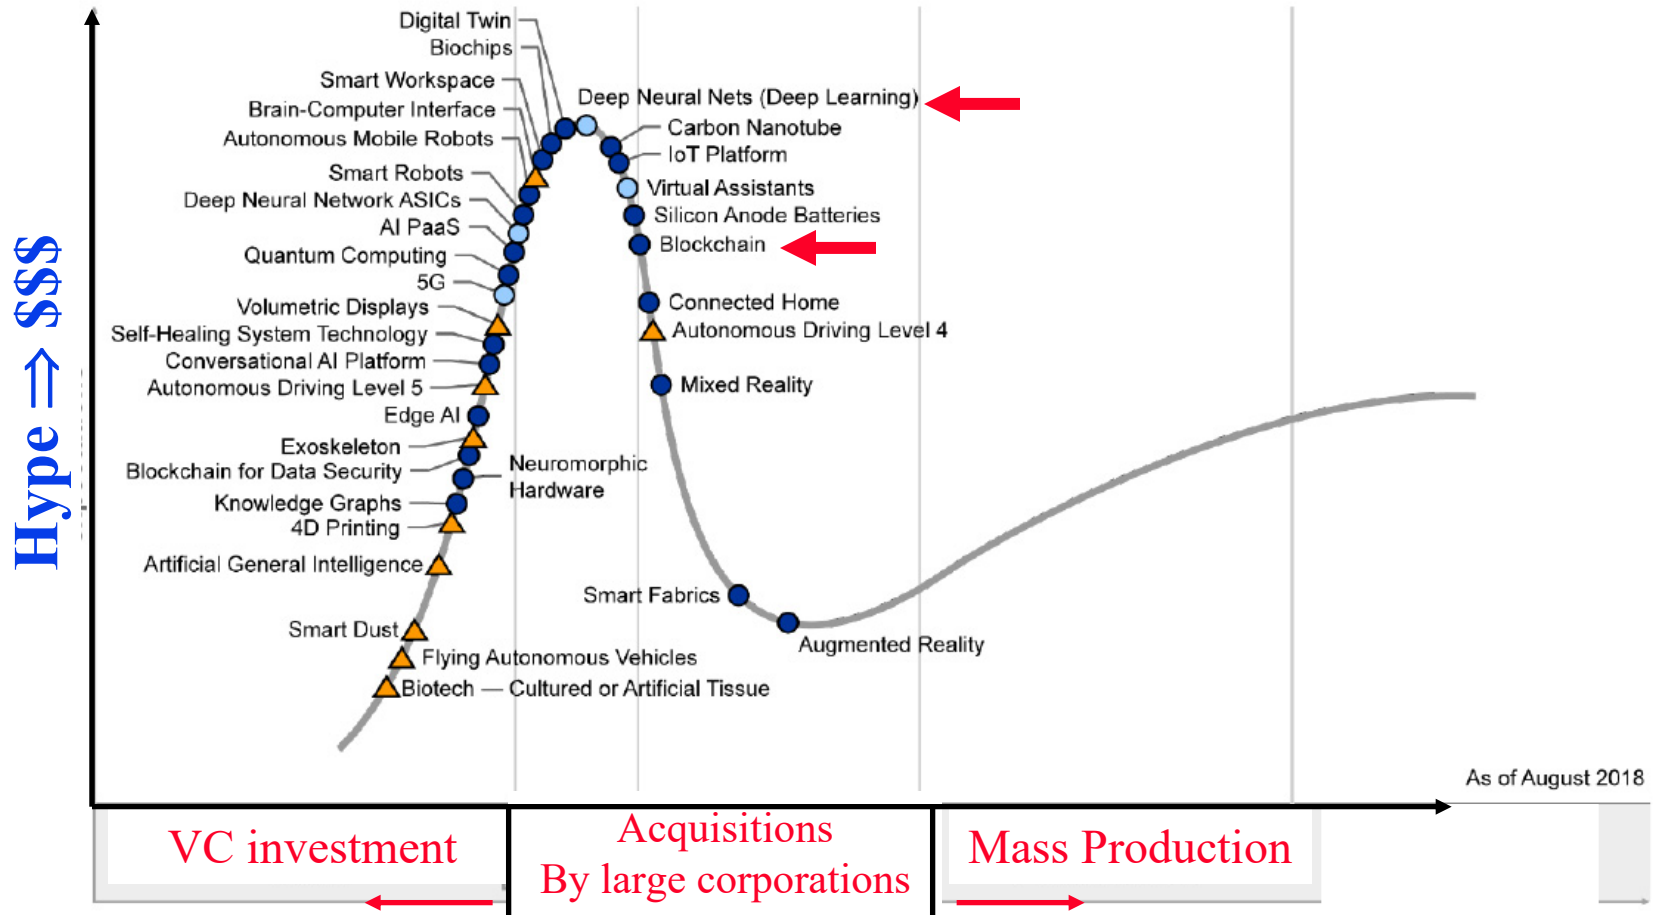 Digital Twin
Biochips
Smart Workspace
Brain-Computer Interface
Autonomous Mobile Robots
Smart Robots
Deep Neural Network ASICs
AI PaaS
Quantum Computing
5G
Volumetric Displays
Self-Healing System Technology
Conversational AI Platform
Autonomous Driving Level 5
Edge AI
Exoskeleton
Blockchain for Data Security
Neuromorphic
Hardware
Knowledge Graphs
4D Printing
Artificial General Intelligence
Smart Dust
Flying Autonomous Vehicles
Biotech — Cultured or Artificial Tissue
Deep Neural Nets (Deep Learning)
Carbon Nanotube
IoT Platform
Virtual Assistants
Silicon Anode Batteries
Blockchain
Connected Home
Autonomous Driving Level 4
Mixed Reality
Smart Fabrics
Augmented Reality
Hype ⇒ $$$
As of August 2018
VC investment
Acquisitions
By large corporations
Mass Production